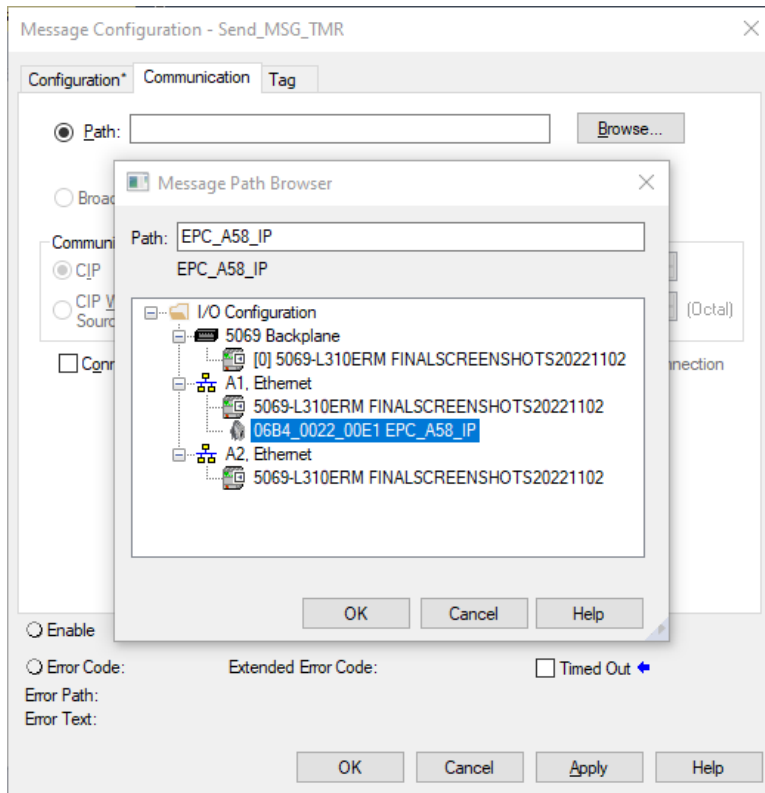 Message Configuration - Send_MSG_TMR
Configuration* Communication Tag
Path: Browse...
Message Path Browser
Broad
Path: EPC_A58_IP
Communi
EPC_A58_IP
CIP
I/O Configuration
CIP W
Sourc
(Octal)
5069 Backplane
[0] 5069-L310ERM FINALSCREENSHOTS20221102
Conr
nnection
A1, Ethernet
5069-L310ERM FINALSCREENSHOTS20221102
06B4_0022_00E1 EPC_A58_IP
A2, Ethernet
5069-L310ERM FINALSCREENSHOTS20221102
OK Cancel Help
Enable
Error Code: Extended Error Code: Timed Out
Error Path:
Error Text:
OK Cancel Apply Help